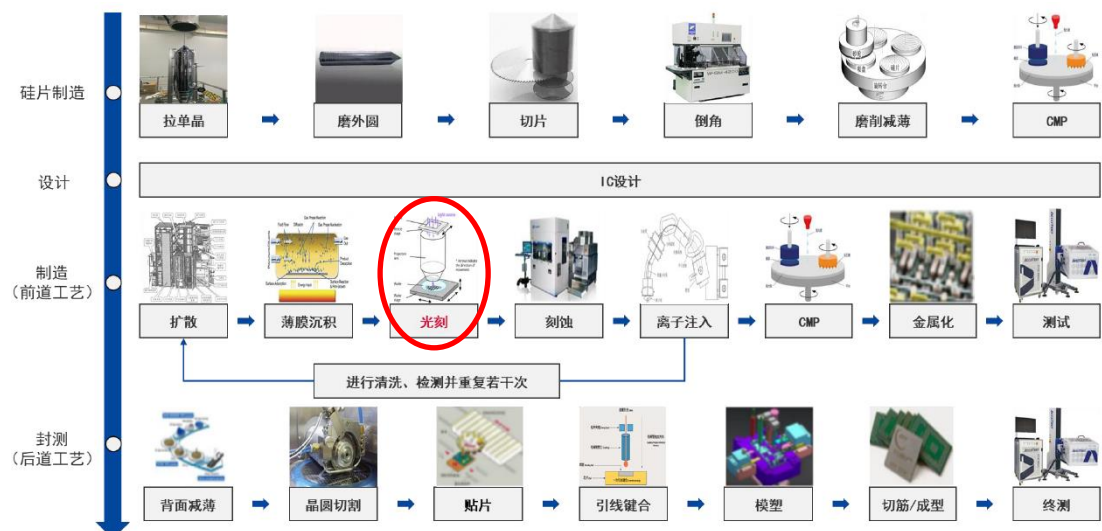 硅片制造
拉单晶
磨外圆
切片
倒角
磨削减薄
CMP
设计
IC设计
制造
（前道工艺）
扩散
薄膜沉积
光刻
刻蚀
离子注入
CMP
金属化
测试
进行清洗、检测并重复若干次
封测
（后道工艺）
背面减薄
晶圆切割
贴片
引线键合
模塑
切筋/成型
终测